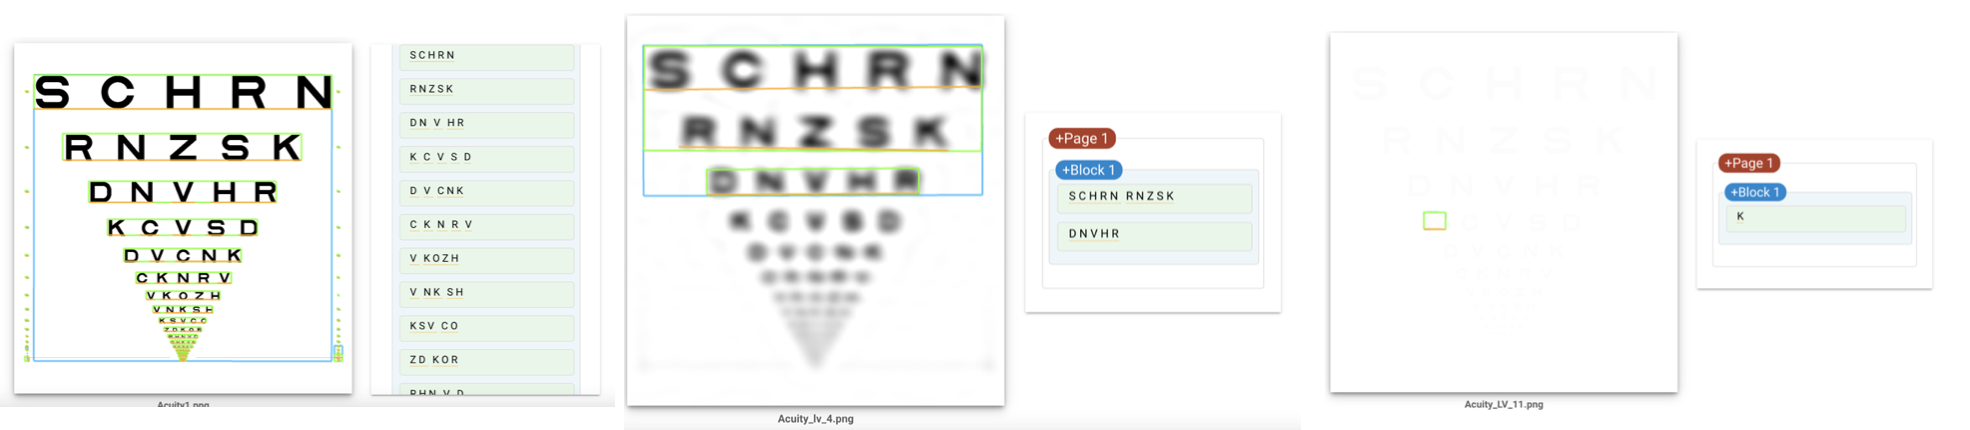 S C H R N
R N Z S K
D N V H R
K C V S D
D V C N K
C K N R V
V K O Z H
V N K S H
K S V C O
Z D K O R
Acuity1.png
SCHRN
RNZSK
DN V HR
K C V S D
D V CNK
C K N R V
V KOZH
V NK SH
KSV CO
ZD KOR
RHN V D
S C H R N
R N Z S K
D N V H R
K C V S D
D V C N K
C K N R V
Acuity_lv_4.png
+Page 1
+Block 1
SCHRN RNZSK
DNVHR
S C H R N
R N Z S K
D N V H R
C V S D
D V C N K
Acuity_LV_11.png
+Page 1
+Block 1
K